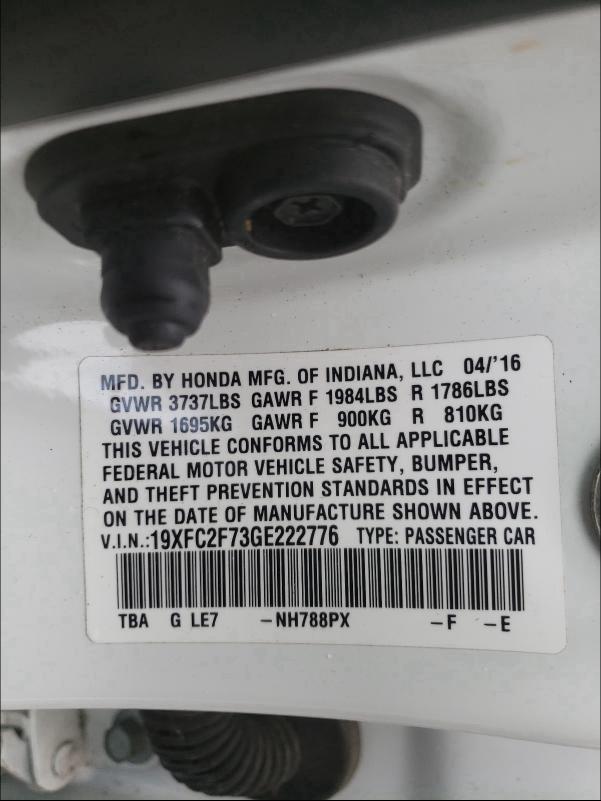 MFD. BY HONDA MFG. OF INDIANA, LLC 04/'16
GVWR 3737LBS GAWR F 1984LBS R 1786LBS
GVWR 1695KG GAWR F 900KG R 810KG
THIS VEHICLE CONFORMS TO ALL APPLICABLE
FEDERAL MOTOR VEHICLE SAFETY, BUMPER,
AND THEFT PREVENTION STANDARDS IN EFFECT
ON THE DATE OF MANUFACTURE SHOWN ABOVE.
V.I.N.:19XFC2F73GE222776 TYPE: PASSENGER CAR
TBA G LE7 -NH788PX -F -E